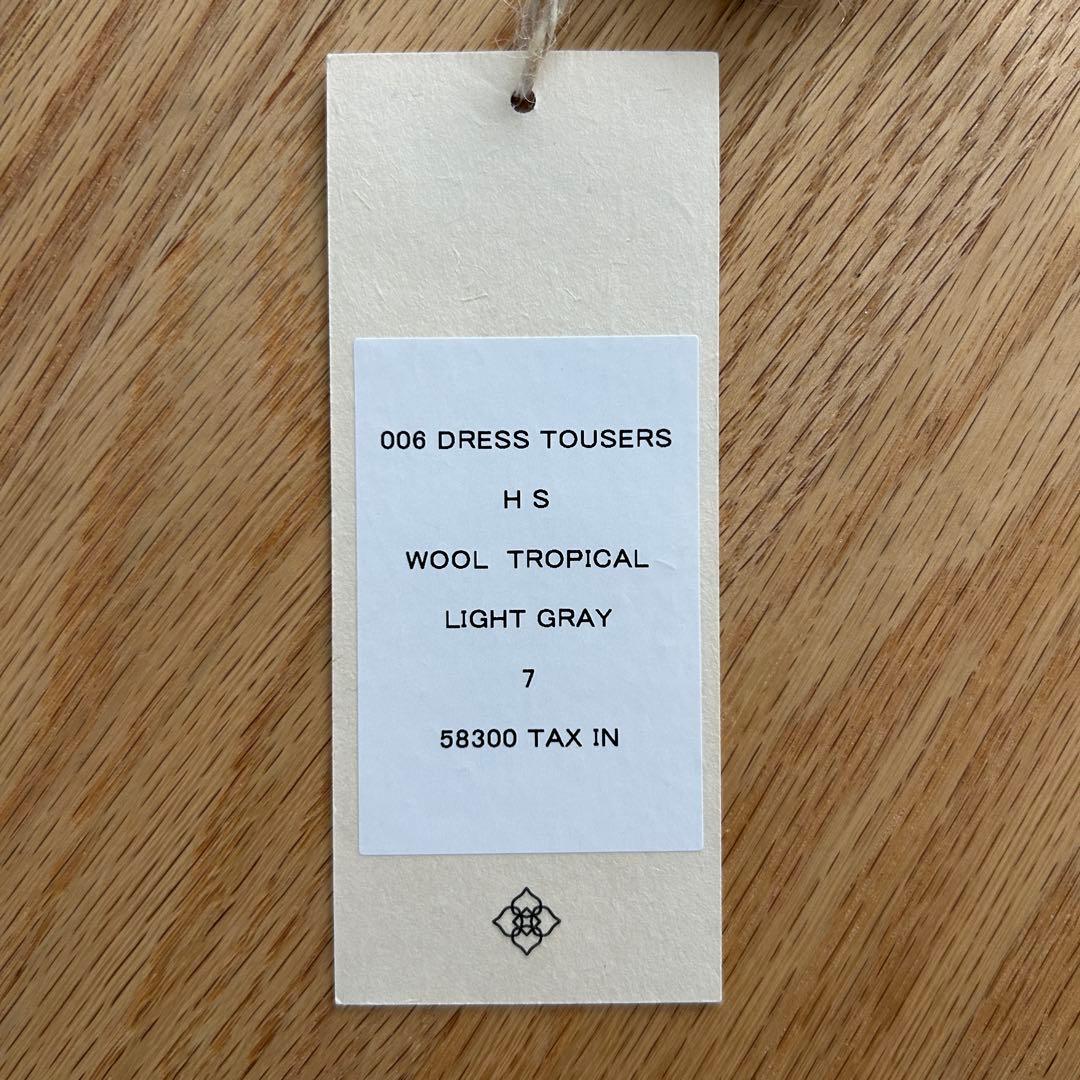 006 DRESS TOUSERS
H S
WOOL TROPICAL
LIGHT GRAY
7
58300 TAX IN